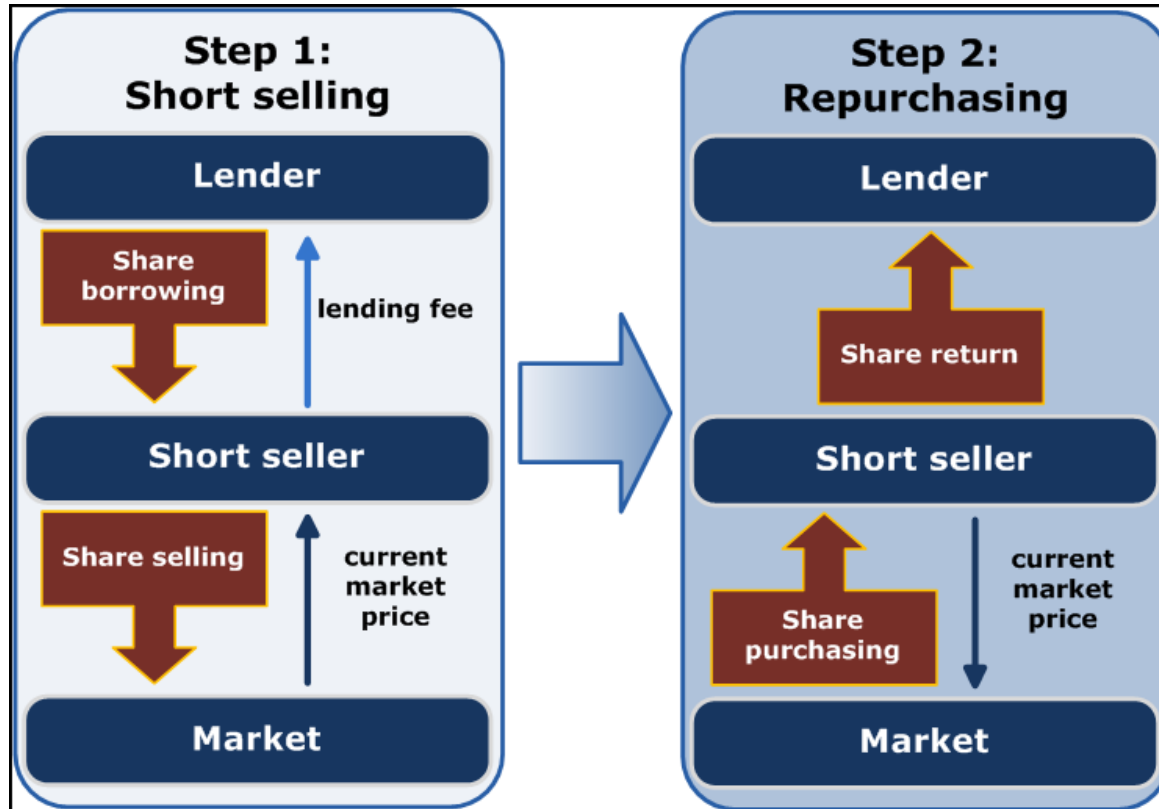 Step 1:
Short selling
Lender
Share
borrowing
lending fee
Short seller
Share selling
current
market
price
Market
Step 2:
Repurchasing
Lender
Share return
Short seller
Share
purchasing
current
market
price
Market